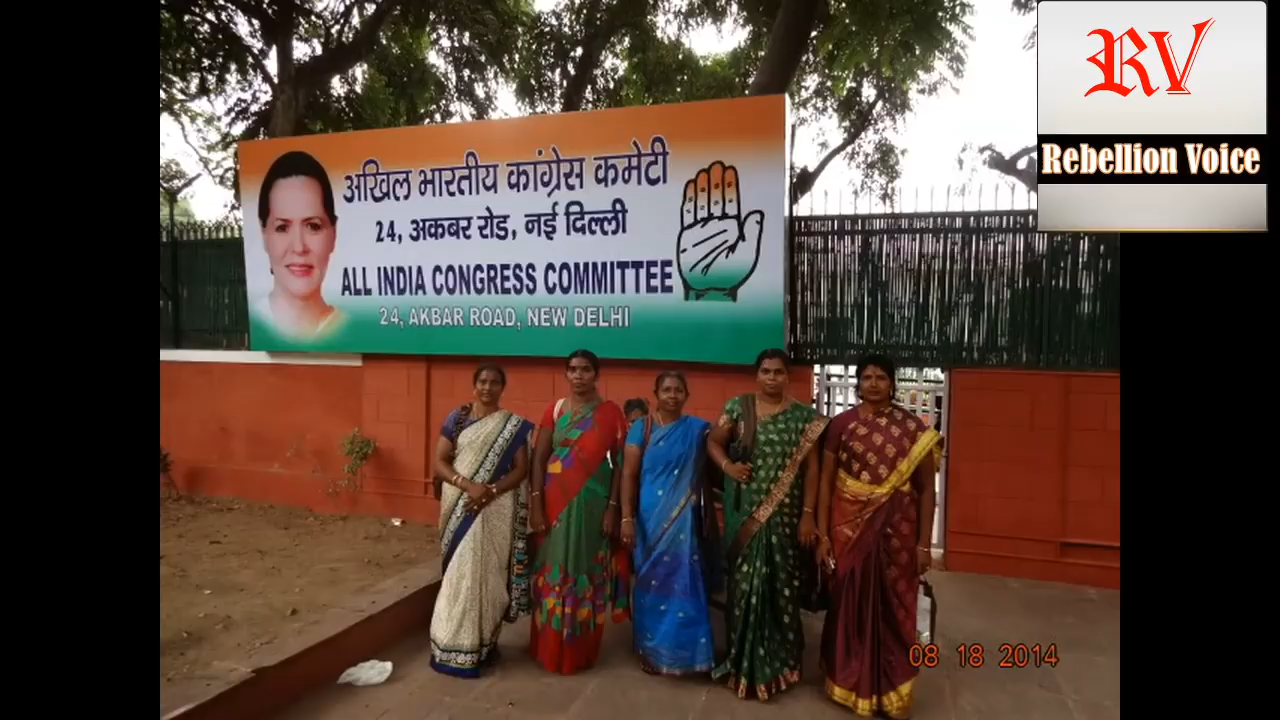 अखिल भारतीय कांग्रेस कमेटी
24, अकबर रोड, नई दिल्ली
ALL INDIA CONGRESS COMMITTEE
24, AKBAR ROAD, NEW DELHI
RV
Rebellion Voice
08 18 2014